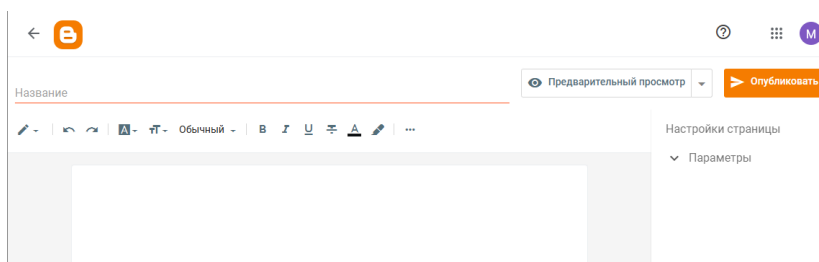 M
Название
Предварительный просмотр
Опубликовать
Обычный
B I U A
Настройки страницы
Параметры